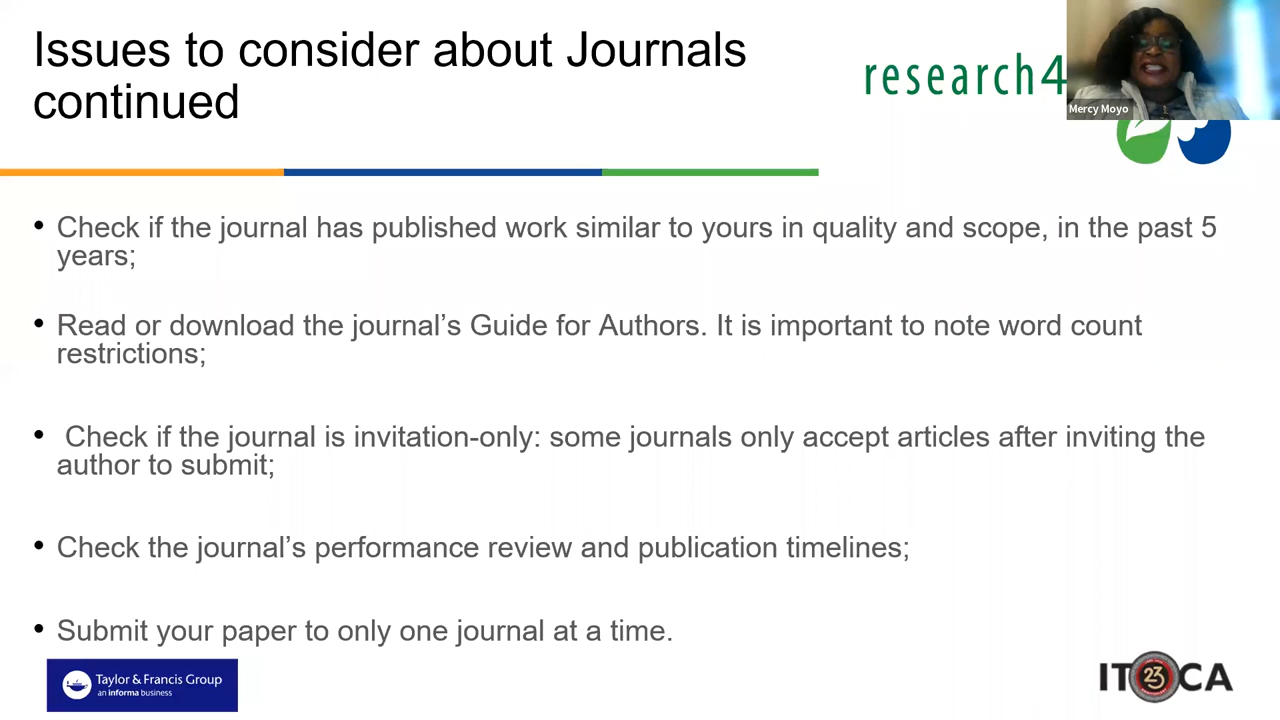 Issues to consider about Journals
continued
research4
Mercy Moyo
• Check if the journal has published work similar to yours in quality and scope, in the past 5
years;
• Read or download the journal’s Guide for Authors. It is important to note word count
restrictions;
• Check if the journal is invitation-only: some journals only accept articles after inviting the
author to submit;
• Check the journal’s performance review and publication timelines;
• Submit your paper to only one journal at a time.
Taylor & Francis Group
an informa business
ITOCA
23